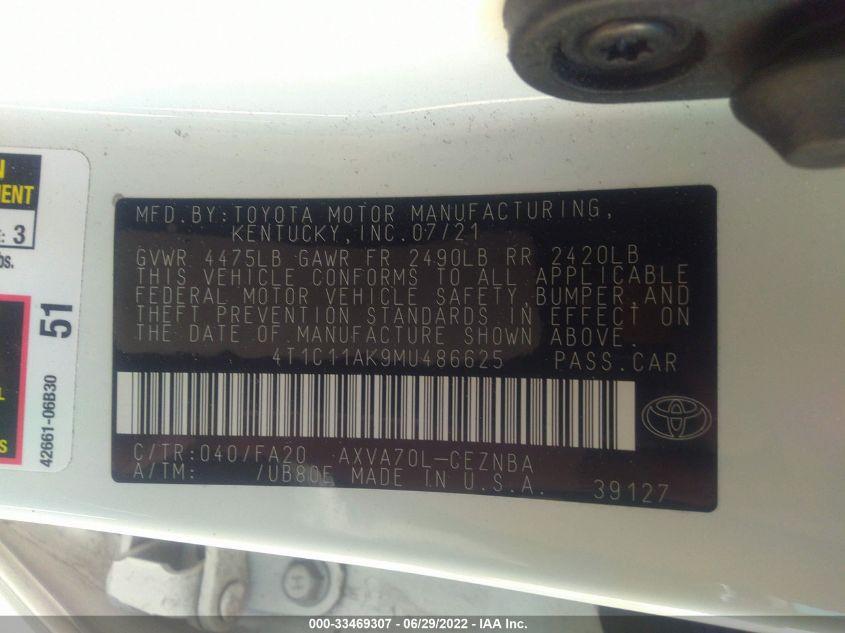 MFD.BY:TOYOTA MOTOR MANUFACTURING,
KENTUCKY,INC.07/21
GVWR 4475LB GAWR FR 2490LB RR 2420LB
THIS VEHICLE CONFORMS TO ALL APPLICABLE
FEDERAL MOTOR VEHICLE SAFETY,BUMPER,AND
THEFT PREVENTION STANDARDS IN EFFECT ON
THE DATE OF MANUFACTURE SHOWN ABOVE.
4T1C11AK9MU486625 PASS.CAR
C/TR:040/FA20 AXVA70L-CEZNBA
A/TM: /UB80E MADE IN U.S.A. 39127
: 3
51
42661-06B30
000-33469307 - 06/29/2022 - IAA Inc.